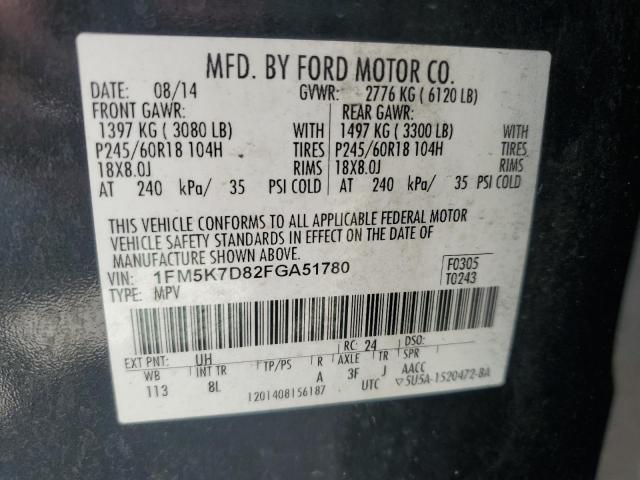 MFD. BY FORD MOTOR CO.
DATE: 08/14 GVWR: 2776 KG ( 6120 LB)
FRONT GAWR: REAR GAWR:
1397 KG ( 3080 LB) WITH 1497 KG ( 3300 LB) WITH
P245/60R18 104H TIRES P245/60R18 104H TIRES
18X8.0J RIMS 18X8.0J RIMS
AT 240 kPa/ 35 PSI COLD AT 240 kPa/ 35 PSI COLD
THIS VEHICLE CONFORMS TO ALL APPLICABLE FEDERAL MOTOR
VEHICLE SAFETY STANDARDS IN EFFECT ON THE DATE OF
MANUFACTURE SHOWN ABOVE.
VIN: 1FM5K7D82FGA51780 F0305
TYPE: MPV T0243
EXT PNT: UH RC: 24 DSO:
WB INT TR TP/PS R AXLE TR SPR
113 8L A 3F J AACC
1201408156187 UTC ▽5U5A-1520472-BA